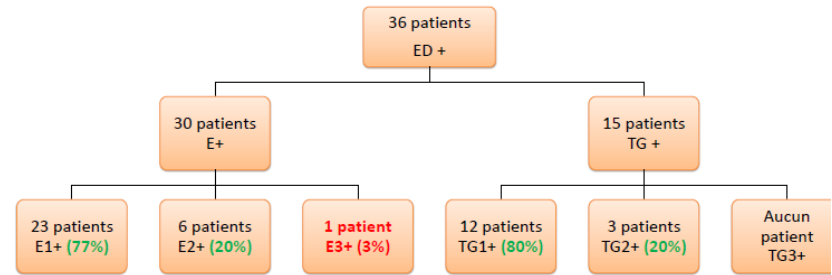 36 patients
ED +
30 patients
E+
15 patients
TG +
23 patients
E1+ (77%)
6 patients
E2+ (20%)
1 patient
E3+ (3%)
12 patients
TG1+ (80%)
3 patients
TG2+ (20%)
Aucun
patient
TG3+